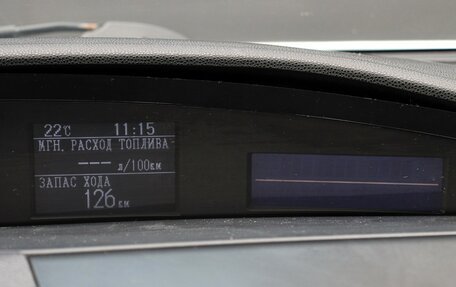 22°C 11:15
МГН. РАСХОД ТОПЛИВА
--- л/100км
ЗАПАС ХОДА
126 км